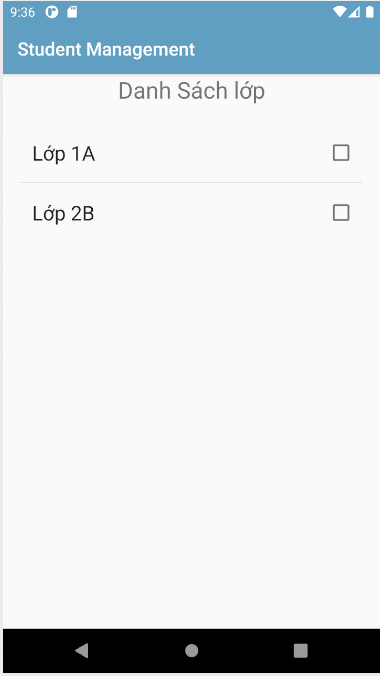 9:36
Student Management
Danh Sách lớp
Lớp 1A
Lớp 2B